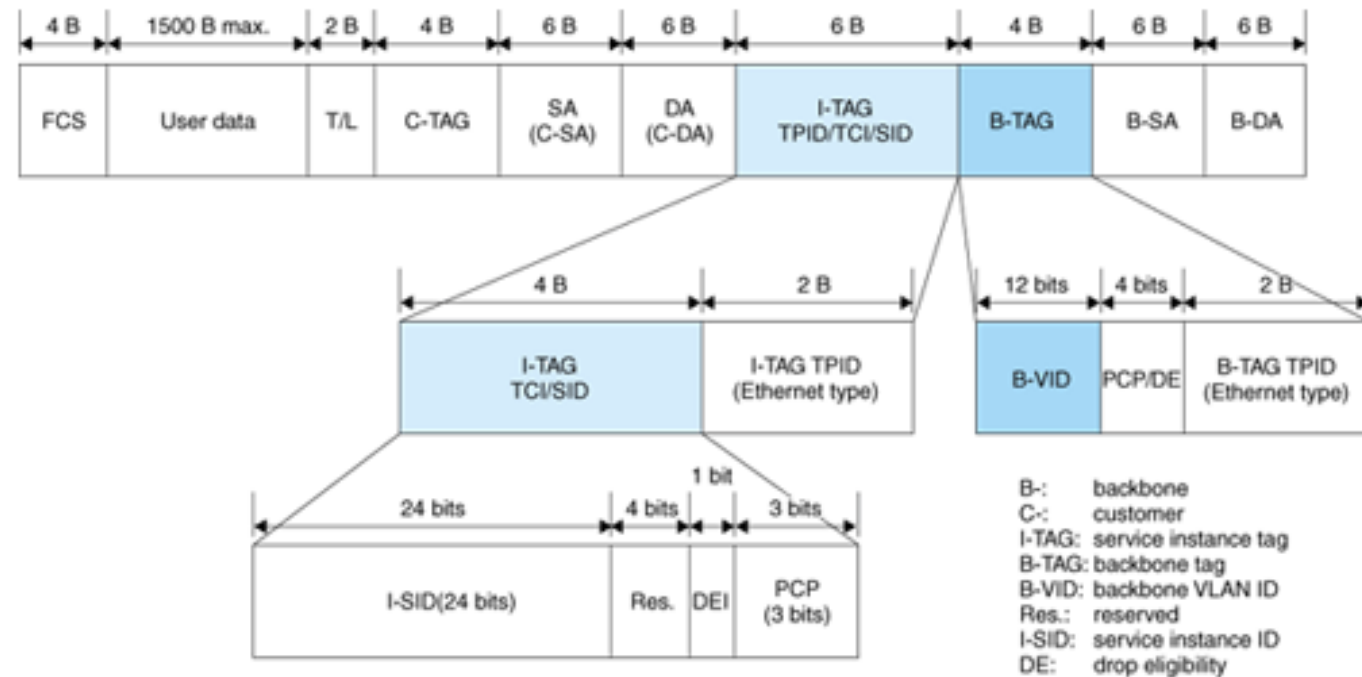 4 B 1500 B max. 2 B 4 B 6 B 6 B 6 B 4 B 6 B 6 B
FCS User data T/L C-TAG SA (C-SA) DA (C-DA) I-TAG TPID/TCI/SID B-TAG B-SA B-DA
4 B 2 B 12 bits 4 bits 2 B
I-TAG TCI/SID I-TAG TPID (Ethernet type) B-VID PCP/DE B-TAG TPID (Ethernet type)
1 bit
24 bits 4 bits 3 bits
I-SID(24 bits) Res. DEI PCP (3 bits)
B-: backbone
C-: customer
I-TAG: service instance tag
B-TAG: backbone tag
B-VID: backbone VLAN ID
Res.: reserved
I-SID: service instance ID
DE: drop eligibility